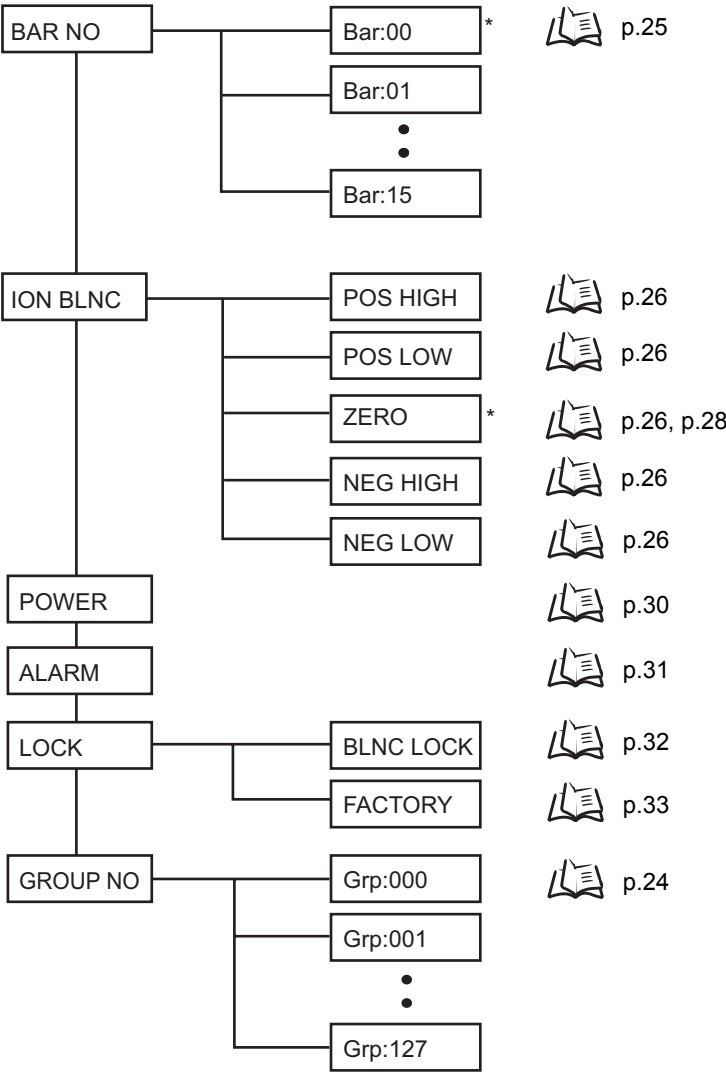 BAR NO
Bar:00 *
p.25
Bar:01
Bar:15
ION BLNC
POS HIGH
p.26
POS LOW
p.26
ZERO *
p.26, p.28
NEG HIGH
p.26
NEG LOW
p.26
POWER
p.30
ALARM
p.31
LOCK
BLNC LOCK
p.32
FACTORY
p.33
GROUP NO
Grp:000
p.24
Grp:001
Grp:127